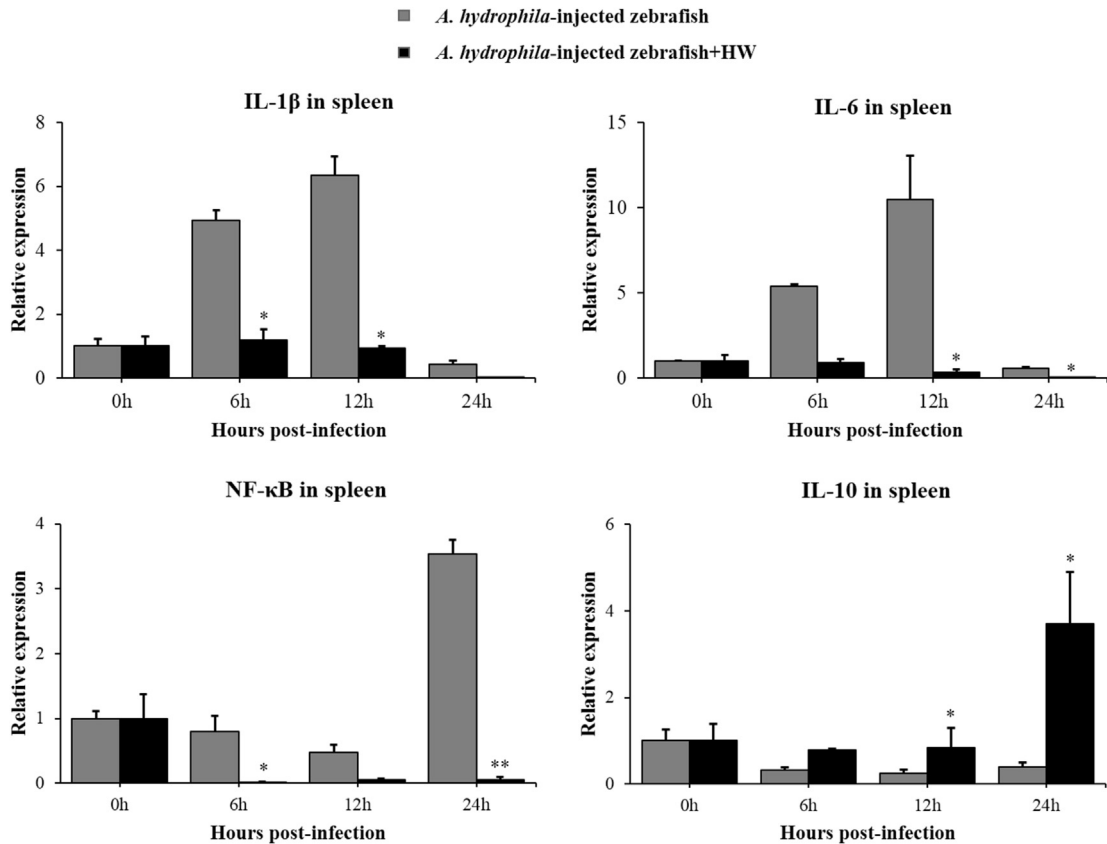 A. hydrophila-injected zebrafish
A. hydrophila-injected zebrafish+HW
IL-1β in spleen
Relative expression
8
6
4
2
0
*
*
0h 6h 12h 24h
Hours post-infection
IL-6 in spleen
Relative expression
15
10
5
0
*
*
0h 6h 12h 24h
Hours post-infection
NF-κB in spleen
Relative expression
4
3
2
1
0
*
**
0h 6h 12h 24h
Hours post-infection
IL-10 in spleen
Relative expression
6
4
2
0
*
*
0h 6h 12h 24h
Hours post-infection